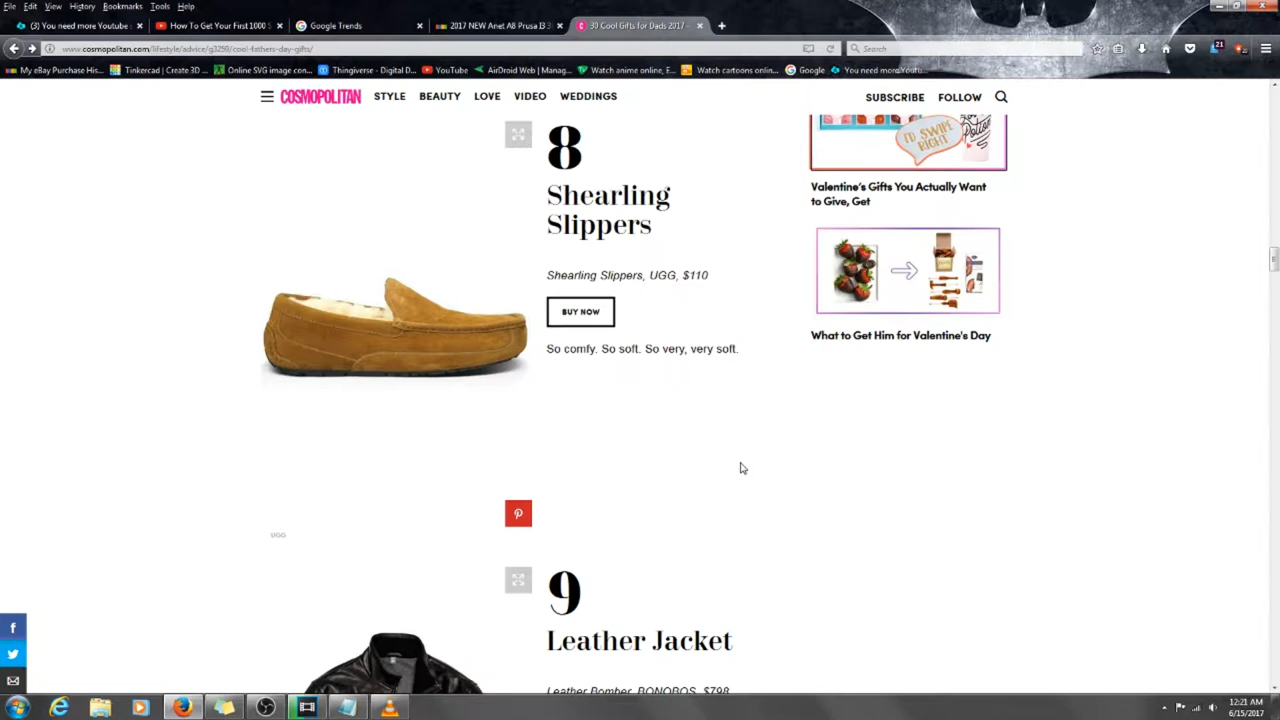 File Edit View History Bookmarks Tools Help
(3) You need more Youtube
How To Get Your First 1000 S
Google Trends
2017 NEW Anet A8 Prusa I3 3
30 Cool Gifts for Dads 2017 -
www.cosmopolitan.com/lifestyle/advice/g3259/cool-fathers-day-gifts/
Search
21
My eBay Purchase His...
Tinkercad | Create 3D ...
Online SVG image con...
Thingiverse - Digital D...
YouTube
AirDroid Web | Manag...
Watch anime online, E...
Watch cartoons onlin...
Google
You need more Youtu...
COSMOPOLITAN
STYLE BEAUTY LOVE VIDEO WEDDINGS
SUBSCRIBE FOLLOW
I'D SWIPE
RIGHT
Potion
8
Shearling
Slippers
Shearling Slippers, UGG, $110
BUY NOW
So comfy. So soft. So very, very soft.
UGG
Valentine's Gifts You Actually Want
to Give, Get
What to Get Him for Valentine's Day
9
Leather Jacket
Leather Bomber, BONOBOS, $798
12:21 AM
6/15/2017